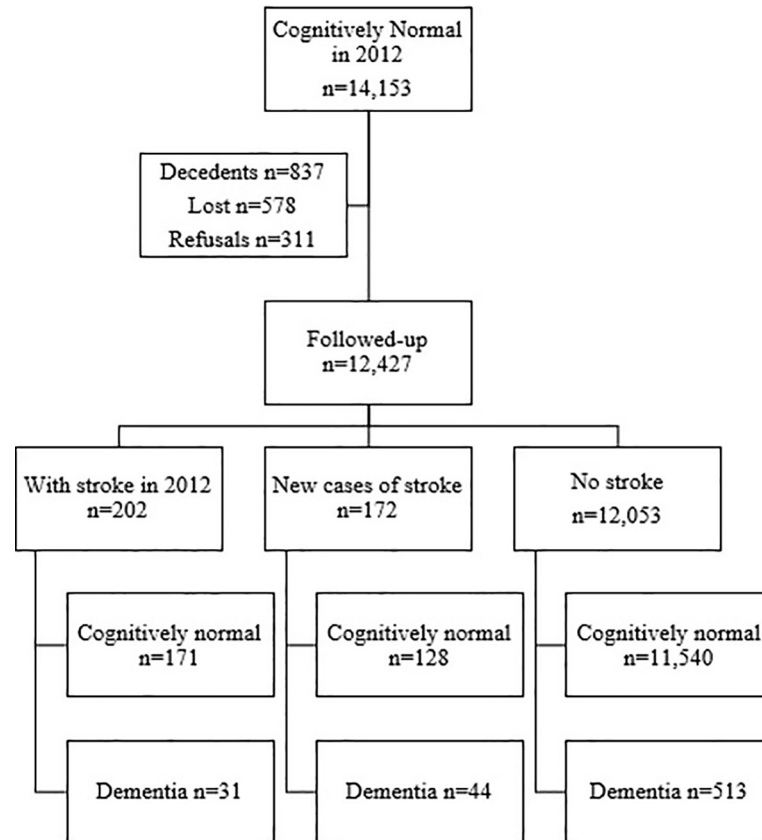 Cognitively Normal
in 2012
n=14,153
Decedents n=837
Lost n=578
Refusals n=311
Followed-up
n=12,427
With stroke in 2012
n=202
New cases of stroke
n=172
No stroke
n=12,053
Cognitively normal
n=171
Cognitively normal
n=128
Cognitively normal
n=11,540
Dementia n=31
Dementia n=44
Dementia n=513